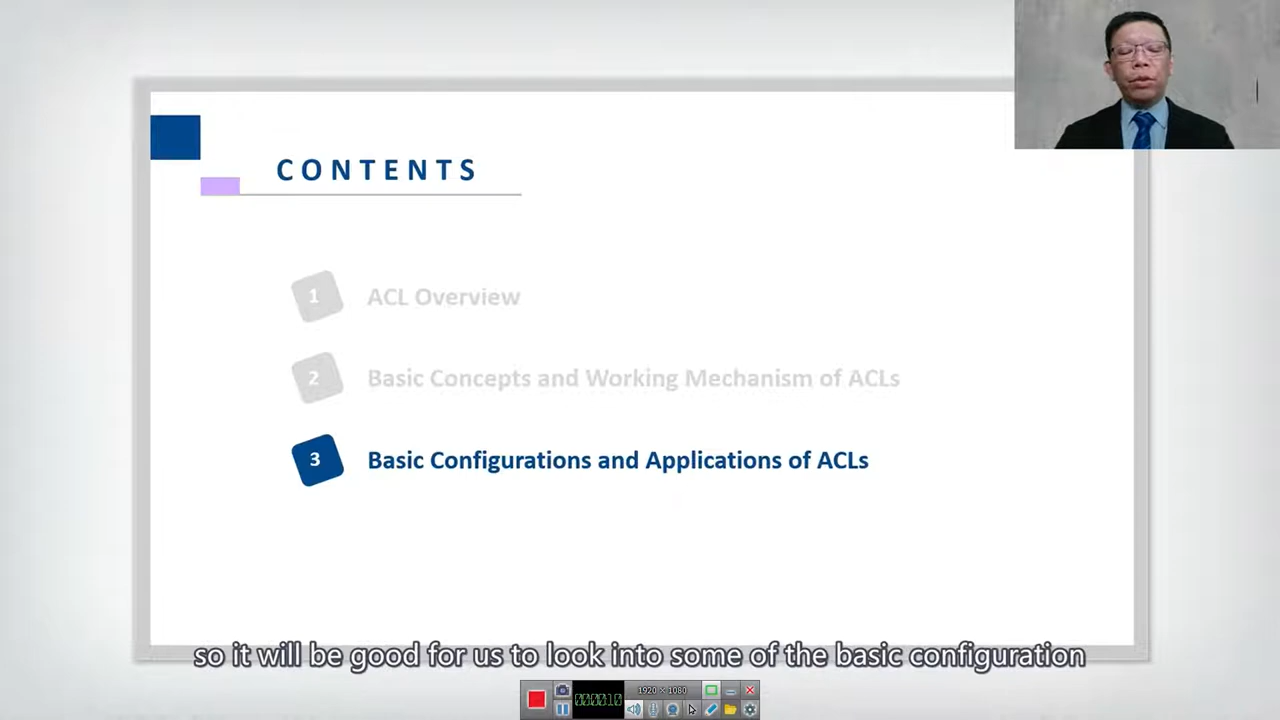 CONTENTS
1 ACL Overview
2 Basic Concepts and Working Mechanism of ACLs
3 Basic Configurations and Applications of ACLs
so it will be good for us to look into some of the basic configuration
1920 × 1080